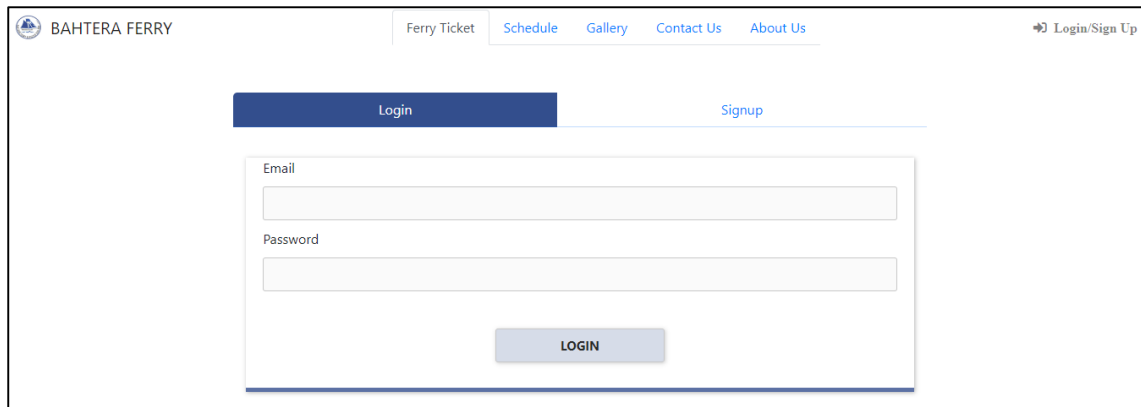 BAHTERA FERRY Ferry Ticket Schedule Gallery Contact Us About Us Login/Sign Up
Login Signup
Email
Password
LOGIN